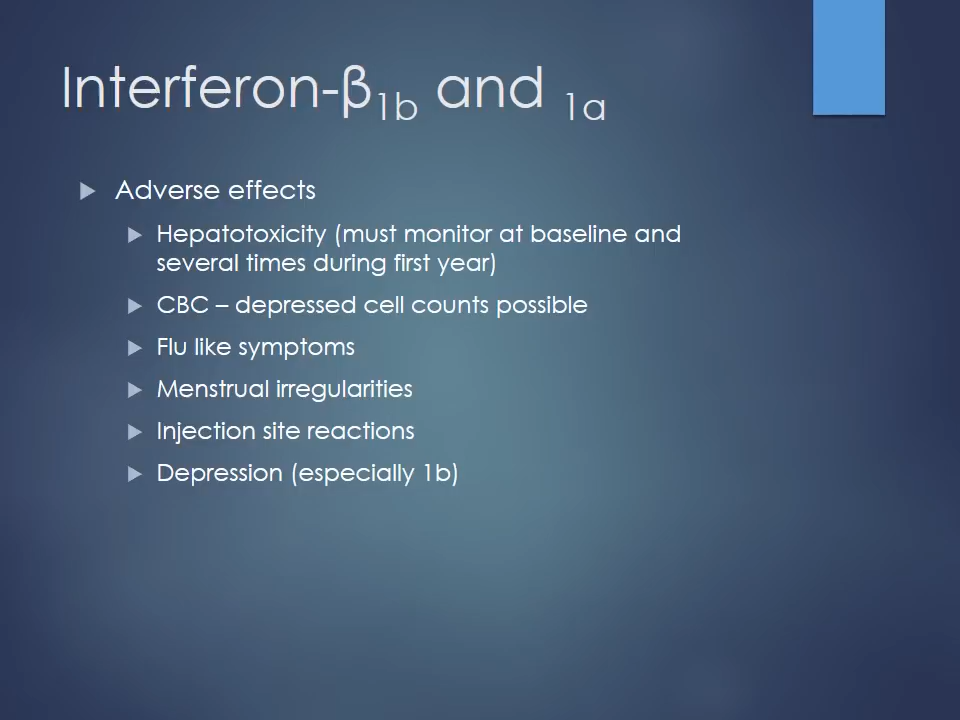 Interferon-β1b and 1a
Adverse effects
Hepatotoxicity (must monitor at baseline and
several times during first year)
CBC – depressed cell counts possible
Flu like symptoms
Menstrual irregularities
Injection site reactions
Depression (especially 1b)